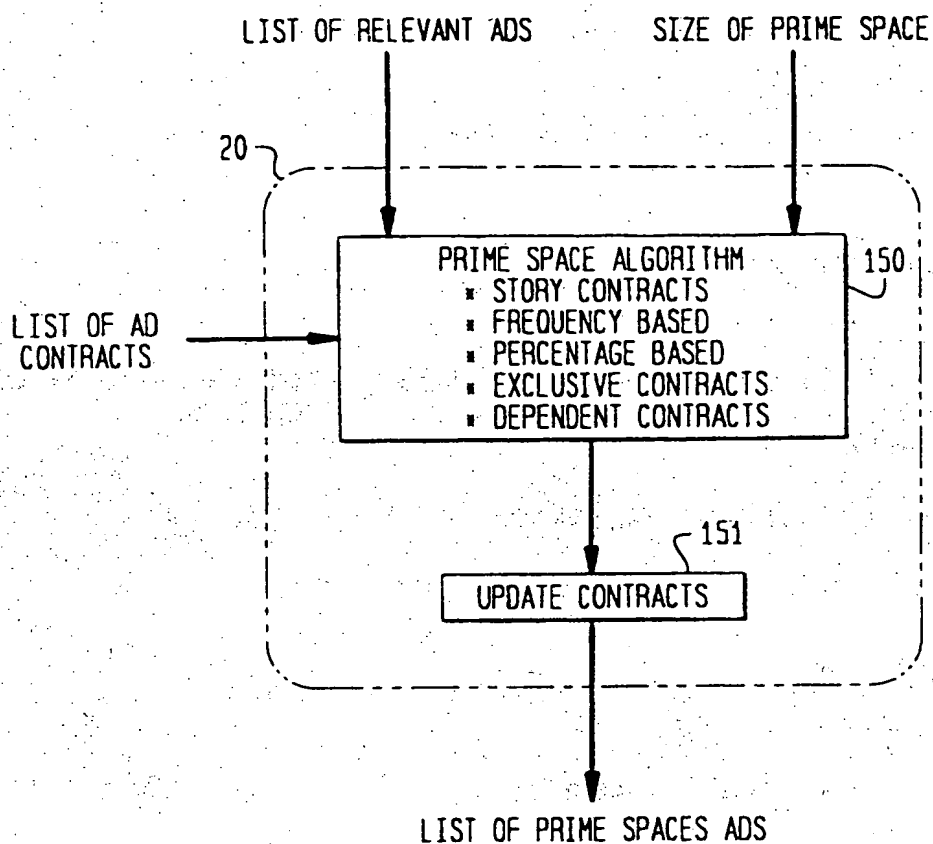 LIST OF RELEVANT ADS
SIZE OF PRIME SPACE
20
PRIME SPACE ALGORITHM
* STORY CONTRACTS
* FREQUENCY BASED
* PERCENTAGE BASED
* EXCLUSIVE CONTRACTS
* DEPENDENT CONTRACTS
150
LIST OF AD
CONTRACTS
151
UPDATE CONTRACTS
LIST OF PRIME SPACES ADS